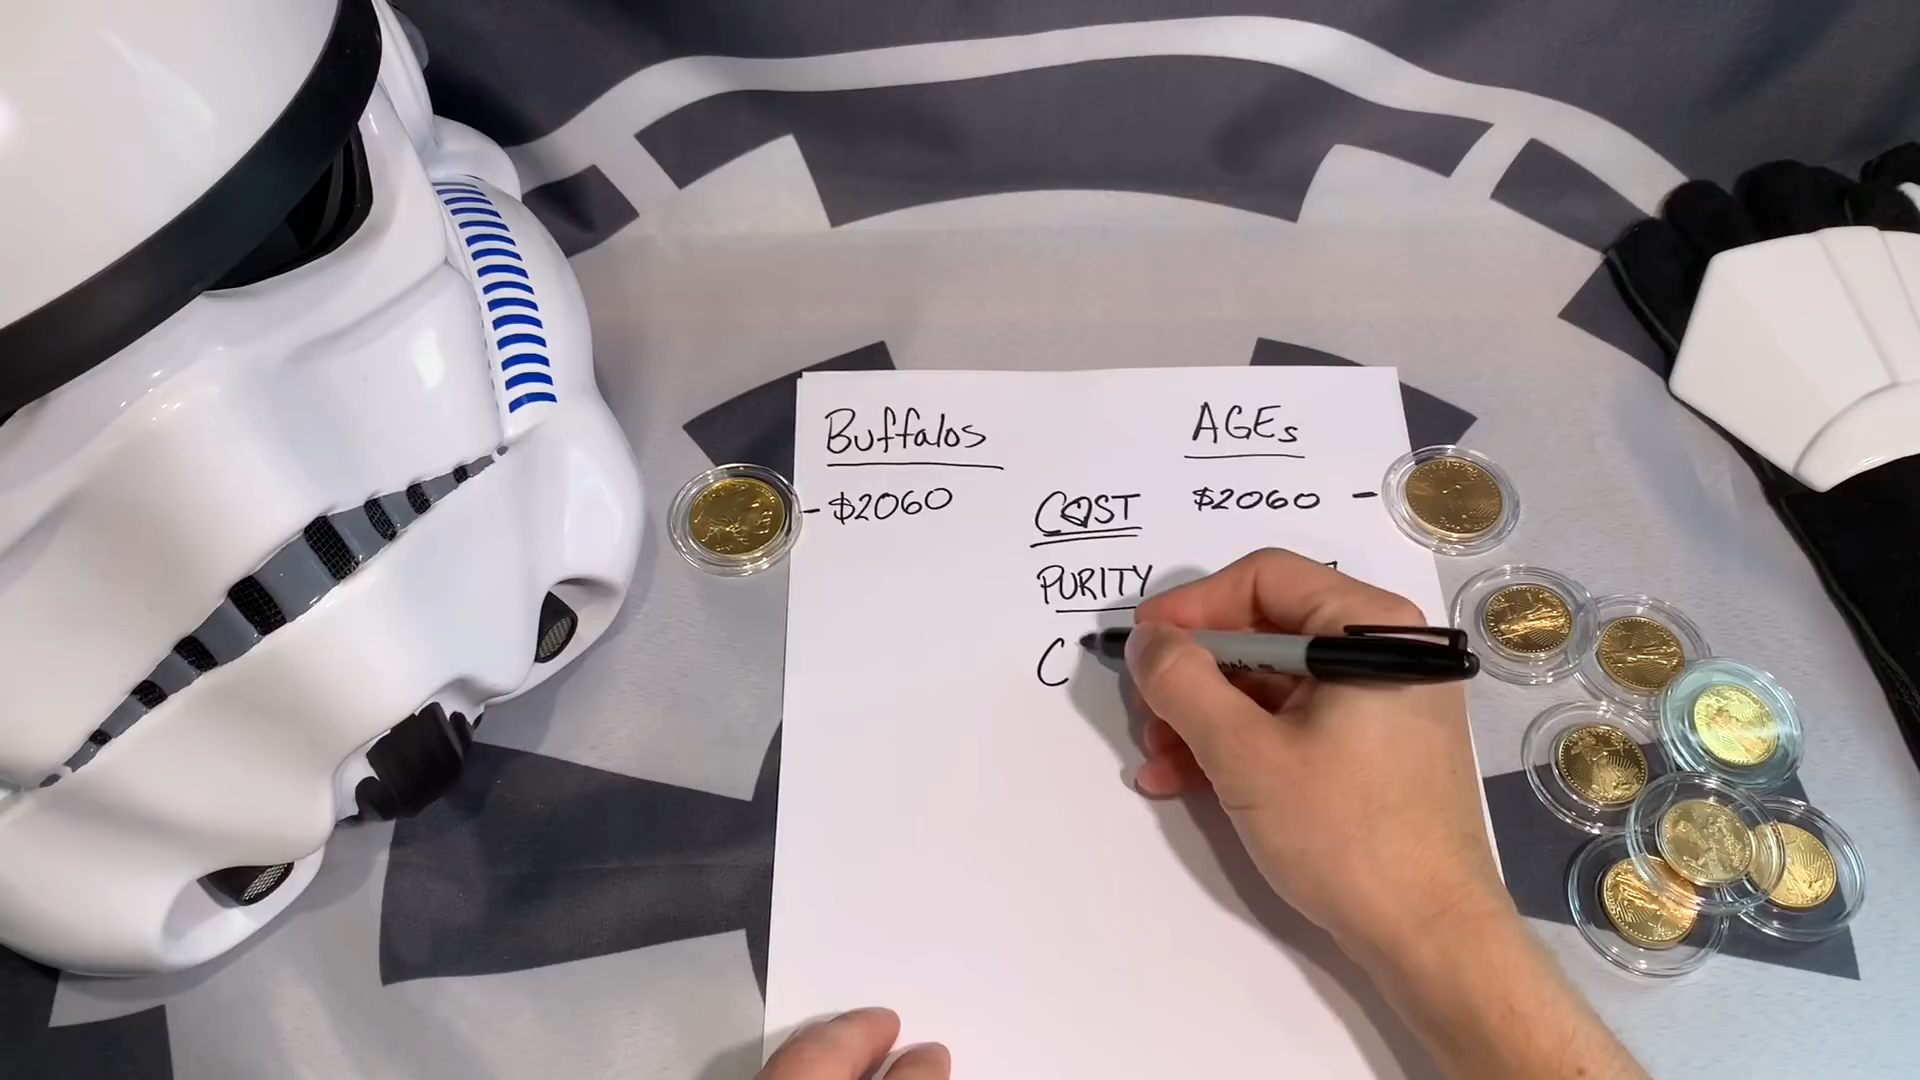 Buffalos
AGEs
- $2060
COST
$2060 -
PURITY
C